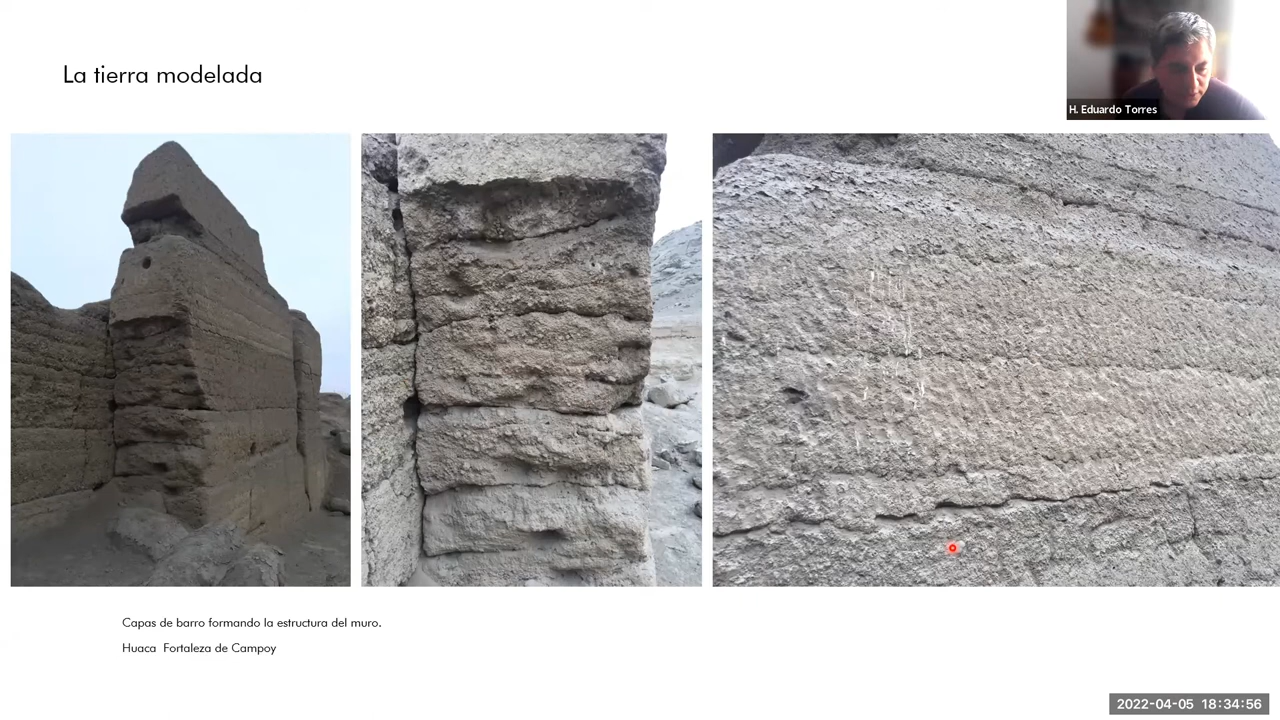 La tierra modelada
H. Eduardo Torres
Capas de barro formando la estructura del muro.
Huaca  Fortaleza de Campoy
2022-04-05  18:34:56